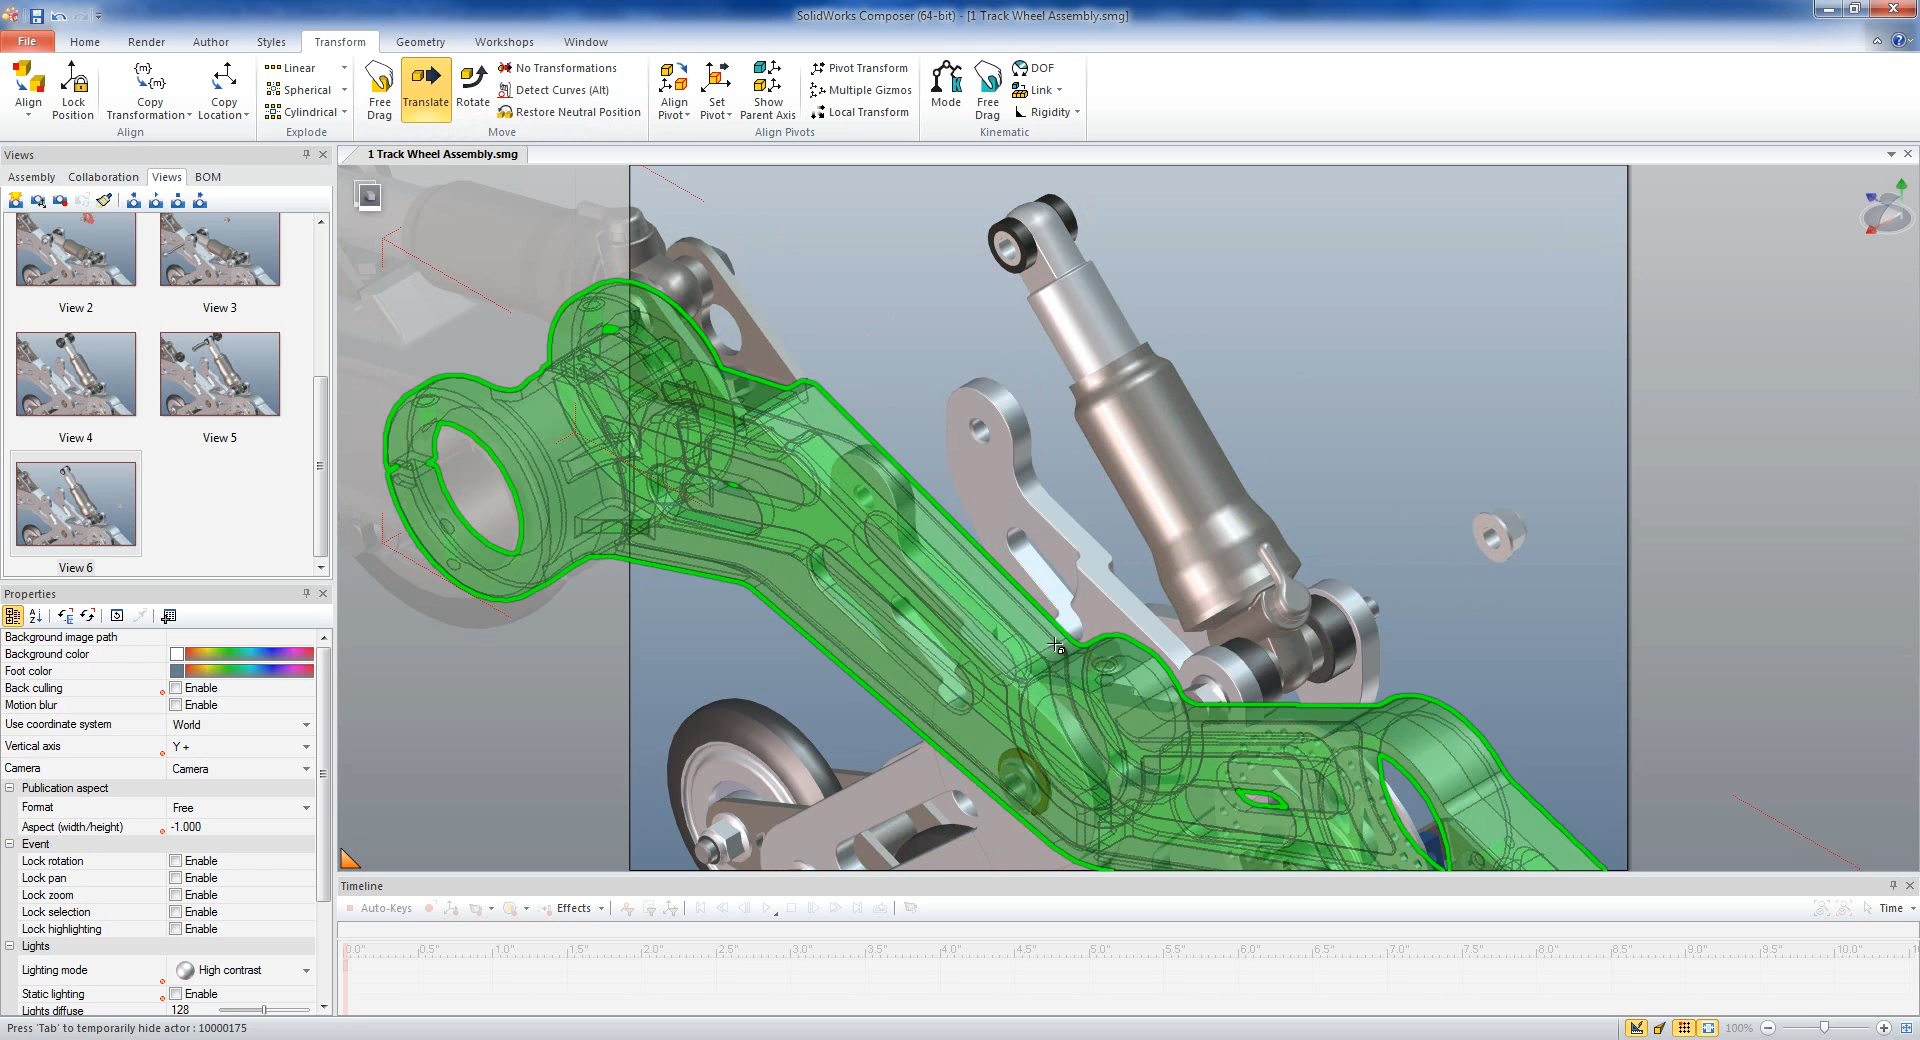 SolidWorks Composer (64-bit) - [1 Track Wheel Assembly.smg]
File Home Render Author Styles Transform Geometry Workshops Window
Align
Lock Position
{m}
{m}
Copy Transformation
Copy Location
Align
Linear
Spherical
Cylindrical
Explode
Free Drag
Translate
Rotate
No Transformations
Detect Curves (Alt)
Restore Neutral Position
Move
Align Pivot
Set Pivot
Show Parent Axis
Pivot Transform
Multiple Gizmos
Local Transform
Align Pivots
Mode
Free Drag
DOF
Link
Rigidity
Kinematic
Views
1 Track Wheel Assembly.smg
Assembly Collaboration Views BOM
View 2 View 3
View 4 View 5
View 6
Properties
Background image path
Background color
Foot color
Back culling Enable
Motion blur Enable
Use coordinate system World
Vertical axis Y +
Camera Camera
Publication aspect
Format Free
Aspect (width/height) -1.000
Event
Lock rotation Enable
Lock pan Enable
Lock zoom Enable
Lock selection Enable
Lock highlighting Enable
Lights
Lighting mode High contrast
Static lighting Enable
Lights diffuse 128
Timeline
Auto-Keys Effects Time
0.0" 0.5" 1.0" 1.5" 2.0" 2.5" 3.0" 3.5" 4.0" 4.5" 5.0" 5.5" 6.0" 6.5" 7.0" 7.5" 8.0" 8.5" 9.0" 9.5" 10.0"
Press 'Tab' to temporarily hide actor : 10000175
100%